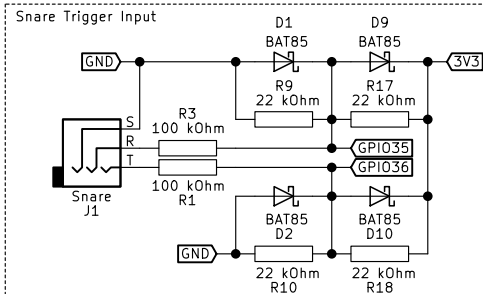 Snare Trigger Input
D1 D9
BAT85 BAT85
GND 3V3
R9 R17
22 kOhm 22 kOhm
R3
100 kOhm
S
R
T
GPIO35
GPIO36
100 kOhm
R1
Snare
J1
BAT85 BAT85
D2 D10
GND
22 kOhm 22 kOhm
R10 R18